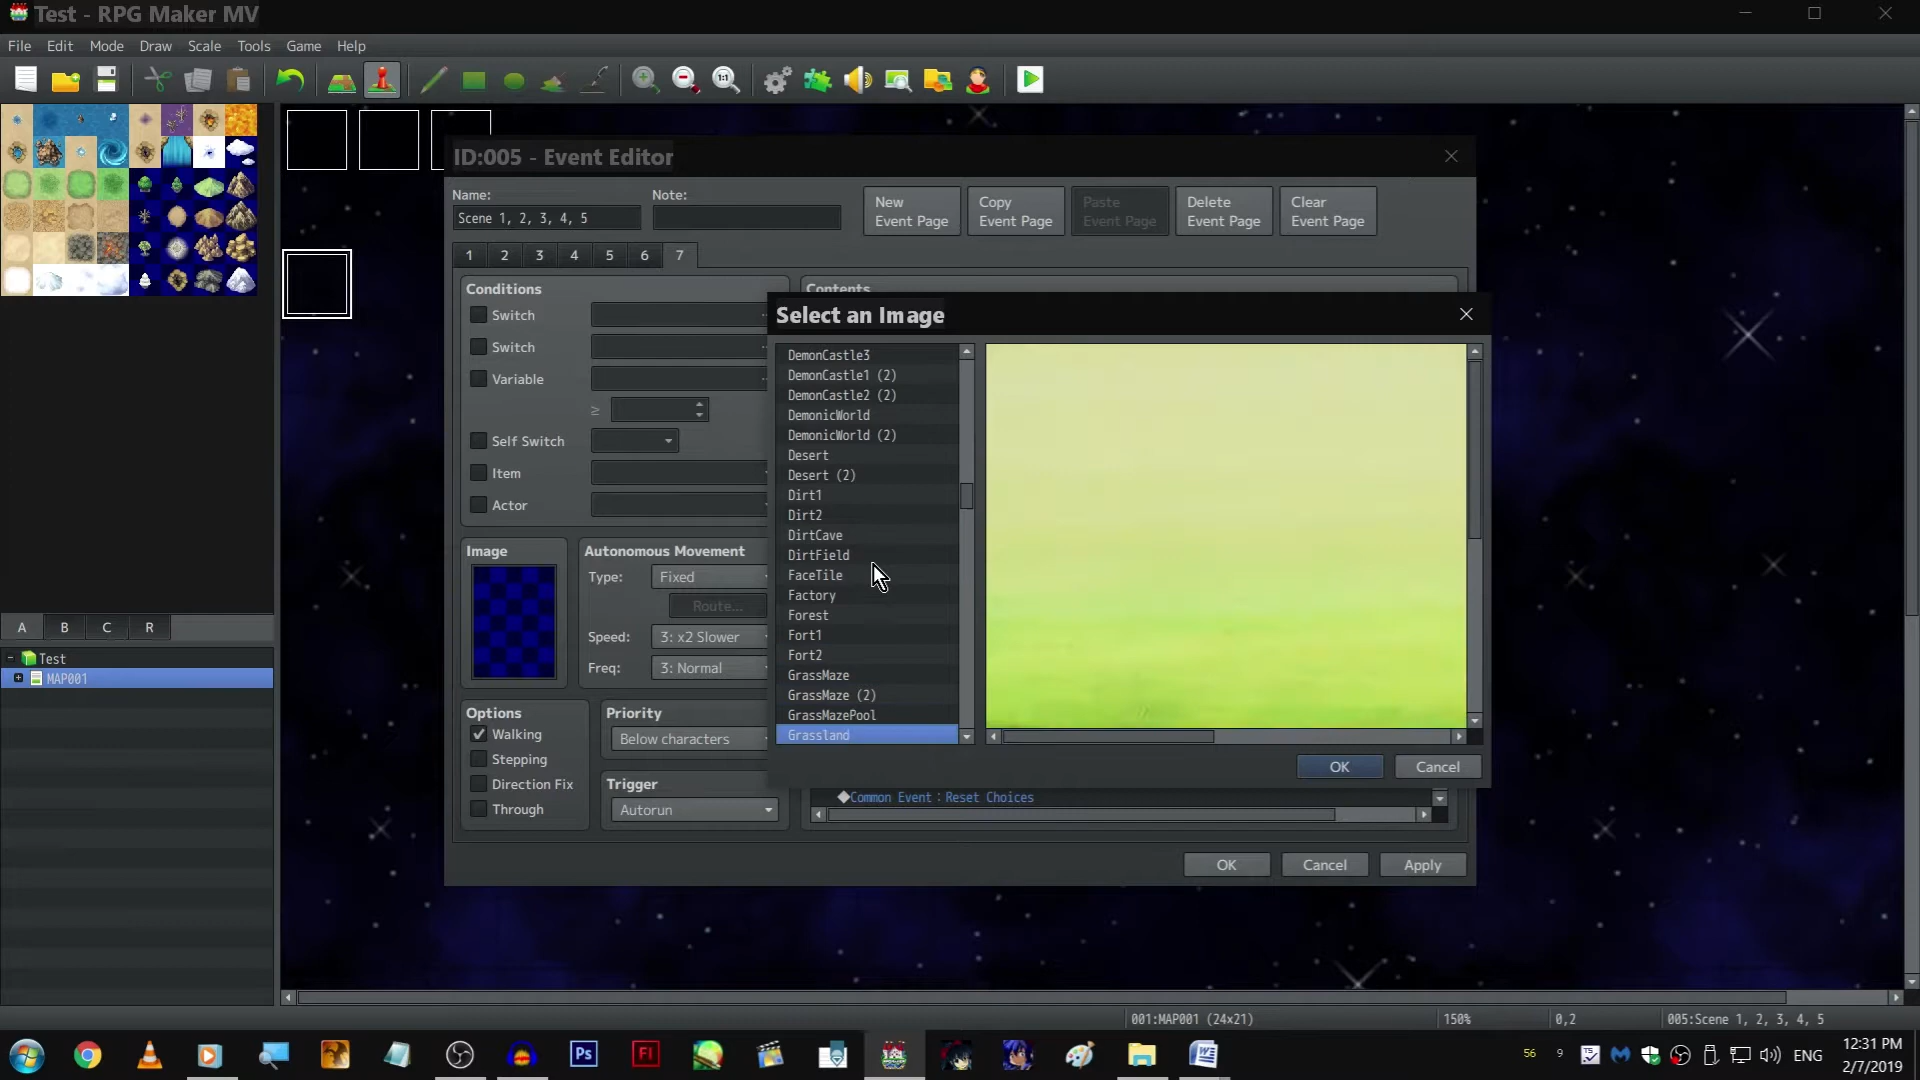 Test - RPG Maker MV
File Edit Mode Draw Scale Tools Game Help
1:1
ID:005 - Event Editor
Name:
Note:
Scene 1, 2, 3, 4, 5
New
Event Page
Copy
Event Page
Paste
Event Page
Delete
Event Page
Clear
Event Page
1 2 3 4 5 6 7
Conditions
Contents
Switch
Switch
Variable
≥
Self Switch
Item
Actor
Image
Autonomous Movement
Type: Fixed
Route...
Speed: 3: x2 Slower
Freq: 3: Normal
Options
Walking
Stepping
Direction Fix
Through
Priority
Below characters
Trigger
Autorun
Select an Image
DemonCastle3
DemonCastle1 (2)
DemonCastle2 (2)
DemonicWorld
DemonicWorld (2)
Desert
Desert (2)
Dirt1
Dirt2
DirtCave
DirtField
FaceTile
Factory
Forest
Fort1
Fort2
GrassMaze
GrassMaze (2)
GrassMazePool
Grassland
OK Cancel
◆Common Event : Reset Choices
OK Cancel Apply
A B C R
Test
MAP001
001:MAP001 (24x21) 150% 0,2 005:Scene 1, 2, 3, 4, 5
Ps
Fl
56 9 ENG
12:31 PM
2/7/2019